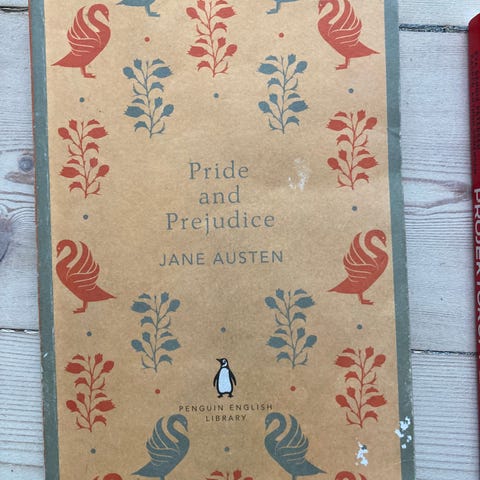 Pride
and
Prejudice
JANE AUSTEN
PENGUIN ENGLISH
LIBRARY